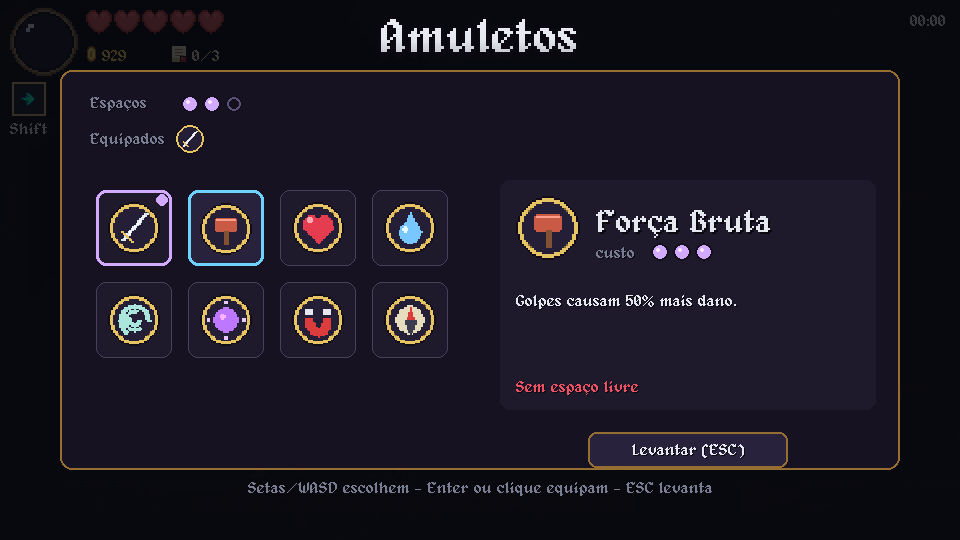 Amuletos
00:00
929
0/3
Shift
Espaços
Equipados
Força Bruta
custo
Golpes causam 50% mais dano.
Sem espaço livre
Levantar (ESC)
Setas/WASD escolhem - Enter ou clique equipam - ESC levanta